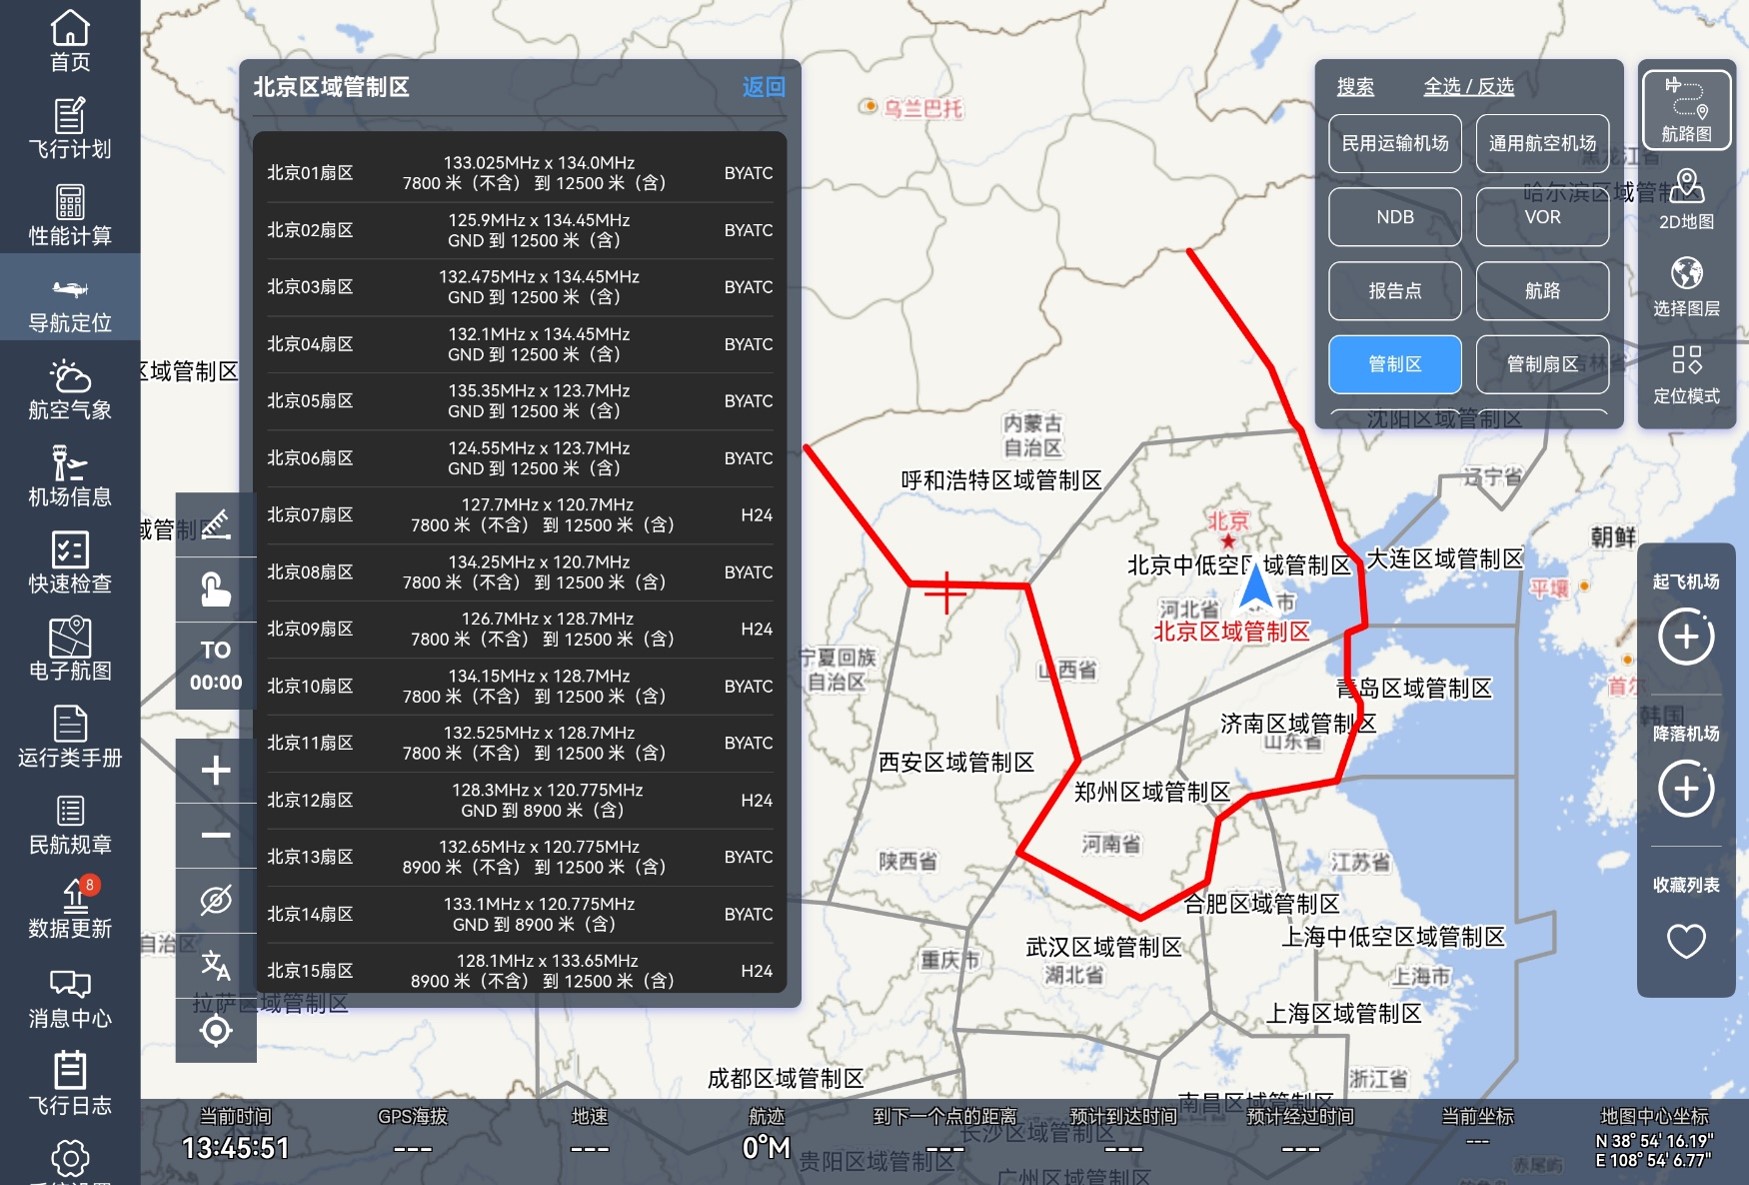 首页
飞行计划
性能计算
导航定位
航空气象
机场信息
快速检查
电子航图
运行类手册
民航规章
8
数据更新
消息中心
飞行日志
北京区域管制区
返回
北京01扇区
133.025MHz x 134.0MHz
7800 米（不含） 到 12500 米（含）
BYATC
北京02扇区
125.9MHz x 134.45MHz
GND 到 12500 米（含）
BYATC
北京03扇区
132.475MHz x 134.45MHz
GND 到 12500 米（含）
BYATC
北京04扇区
132.1MHz x 134.45MHz
GND 到 12500 米（含）
BYATC
北京05扇区
135.35MHz x 123.7MHz
GND 到 12500 米（含）
BYATC
北京06扇区
124.55MHz x 123.7MHz
GND 到 12500 米（含）
BYATC
北京07扇区
127.7MHz x 120.7MHz
7800 米（不含） 到 12500 米（含）
H24
北京08扇区
134.25MHz x 120.7MHz
7800 米（不含） 到 12500 米（含）
BYATC
北京09扇区
126.7MHz x 128.7MHz
7800 米（不含） 到 12500 米（含）
H24
北京10扇区
134.15MHz x 128.7MHz
7800 米（不含） 到 12500 米（含）
BYATC
北京11扇区
132.525MHz x 128.7MHz
7800 米（不含） 到 12500 米（含）
BYATC
北京12扇区
128.3MHz x 120.775MHz
GND 到 8900 米（含）
H24
北京13扇区
132.65MHz x 120.775MHz
8900 米（不含） 到 12500 米（含）
BYATC
北京14扇区
133.1MHz x 120.775MHz
GND 到 8900 米（含）
BYATC
北京15扇区
128.1MHz x 133.65MHz
8900 米（不含） 到 12500 米（含）
H24
TO
00:00
区域管制区
自治区
拉萨区域管制区
乌兰巴托
内蒙古
自治区
呼和浩特区域管制区
北京
北京中低空区域管制区
大连区域管制区
河北省
市
北京区域管制区
宁夏回族
自治区
山西省
青岛区域管制区
济南区域管制区
山东省
西安区域管制区
郑州区域管制区
河南省
陕西省
江苏省
合肥区域管制区
上海中低空区域管制区
武汉区域管制区
重庆市
湖北省
上海市
上海区域管制区
成都区域管制区
浙江省
南昌区域管制区
长沙区域管制区
贵阳区域管制区
广州区域管制区
赤尾屿
辽宁省
朝鲜
平壤
首尔
韩国
黑龙江省
哈尔滨区域管制区
吉林省
沈阳区域管制区
搜索
全选 / 反选
民用运输机场
通用航空机场
NDB
VOR
报告点
航路
管制区
管制扇区
航路图
2D地图
选择图层
定位模式
起飞机场
降落机场
收藏列表
当前时间
13:45:51
GPS海拔
---
地速
---
航迹
0°M
到下一个点的距离
---
预计到达时间
---
预计经过时间
---
当前坐标
---
地图中心坐标
N 38° 54' 16.19"
E 108° 54' 6.77"